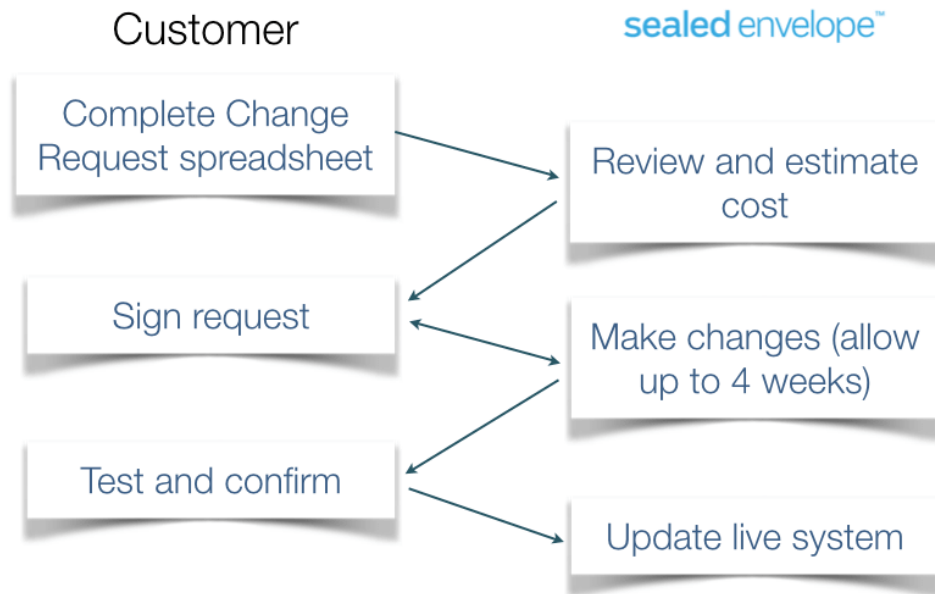 Customer
sealed envelope™
Complete Change
Request spreadsheet
Review and estimate
cost
Sign request
Make changes (allow
up to 4 weeks)
Test and confirm
Update live system